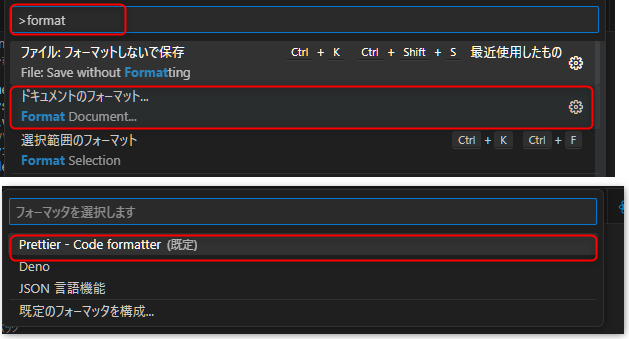 >format
ファイル: フォーマットしないで保存 Ctrl + K Ctrl + Shift + S 最近使用したもの
File: Save without Formatting
ドキュメントのフォーマット...
Format Document...
選択範囲のフォーマット Ctrl + K Ctrl + F
Format Selection
フォーマッタを選択します
Prettier - Code formatter (既定)
Deno
JSON 言語機能
既定のフォーマッタを構成...